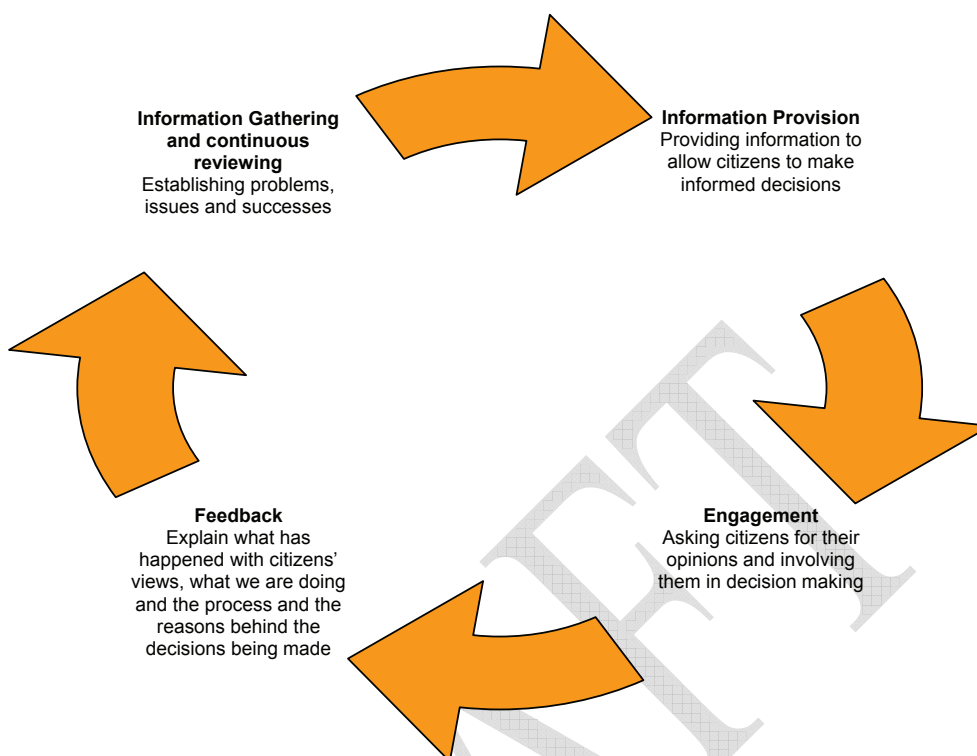 Information Gathering
and continuous
reviewing
Establishing problems,
issues and successes
Information Provision
Providing information to
allow citizens to make
informed decisions
Engagement
Asking citizens for their
opinions and involving
them in decision making
Feedback
Explain what has
happened with citizens’
views, what we are doing
and the process and the
reasons behind the
decisions being made